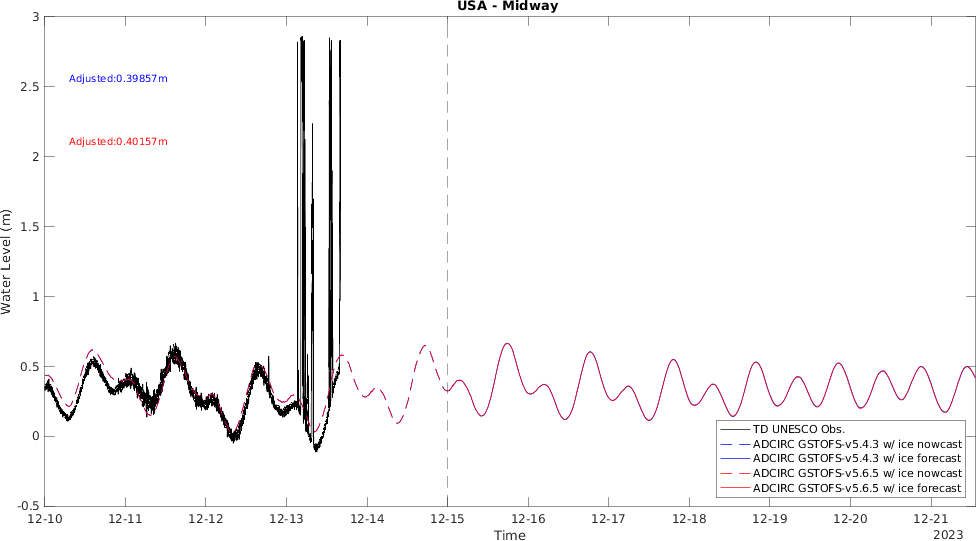 USA - Midway
3
2.5
2
1.5
1
0.5
0
-0.5
Water Level (m)
Adjusted:0.39857m
Adjusted:0.40157m
TD UNESCO Obs.
ADCIRC GSTOFS-v5.4.3 w/ ice nowcast
ADCIRC GSTOFS-v5.4.3 w/ ice forecast
ADCIRC GSTOFS-v5.6.5 w/ ice nowcast
ADCIRC GSTOFS-v5.6.5 w/ ice forecast
12-10 12-11 12-12 12-13 12-14 12-15 12-16 12-17 12-18 12-19 12-20 12-21
Time
2023